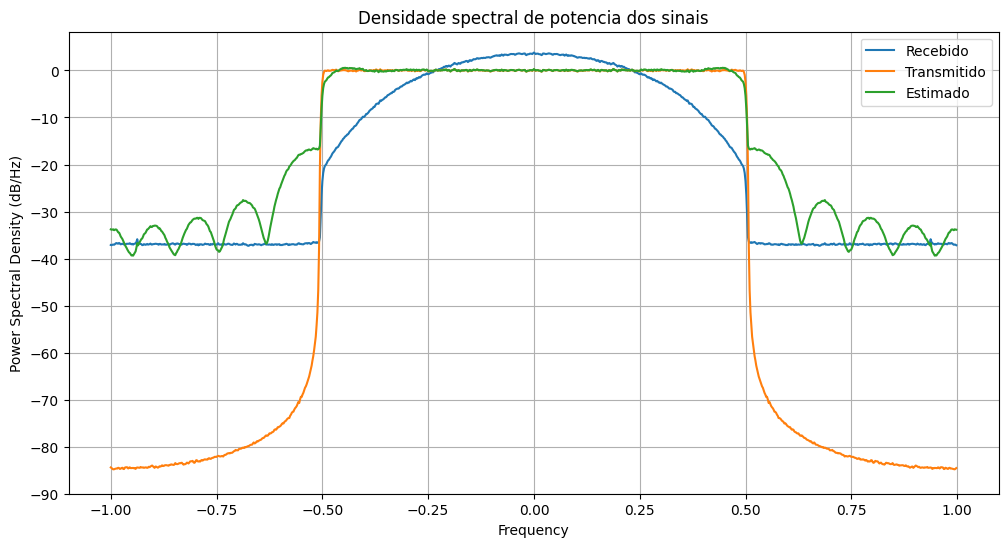 Densidade spectral de potencia dos sinais
Recebido
Transmitido
Estimado
Power Spectral Density (dB/Hz)
0
−10
−20
−30
−40
−50
−60
−70
−80
−90
−1.00 −0.75 −0.50 −0.25 0.00 0.25 0.50 0.75 1.00
Frequency